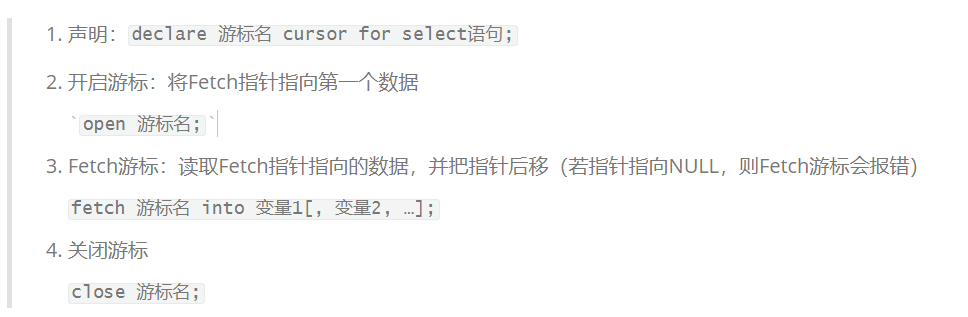 1. 声明：declare 游标名 cursor for select语句;
2. 开启游标：将Fetch指针指向第一个数据
`open 游标名;`
3. Fetch游标：读取Fetch指针指向的数据，并把指针后移（若指针指向NULL，则Fetch游标会报错）
fetch 游标名 into 变量1[, 变量2, …];
4. 关闭游标
close 游标名;